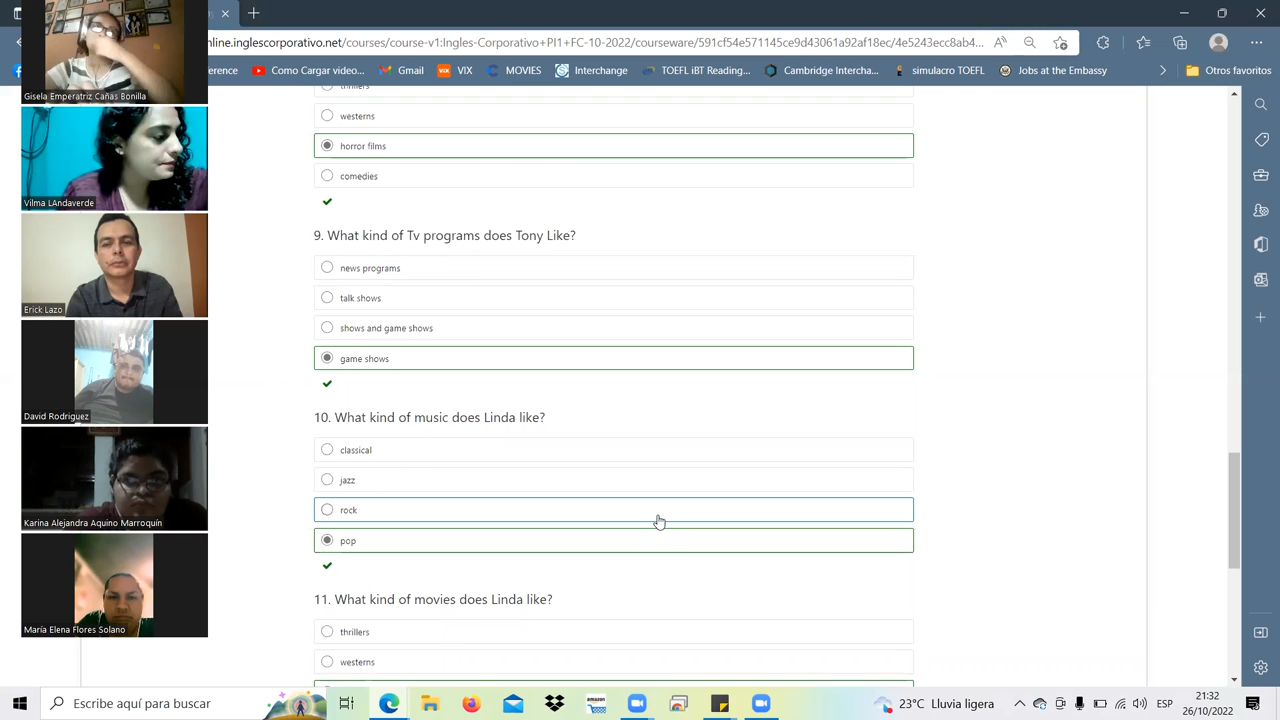 nline.inglescorporativo.net/courses/course-v1:Ingles-Corporativo+PI1+FC-10-2022/courseware/591cf54e571145ce9d43061a92af18ec/4e5243ecc8ab4...
Como Cargar video...
Gmail
VIX
VIX
MOVIES
Interchange
TOEFL iBT Reading...
Cambridge Intercha...
simulacro TOEFL
Jobs at the Embassy
Otros favoritos
Gisela Emperatriz Cañas Bonilla
Vilma LAndaverde
Erick Lazo
David Rodriguez
Karina Alejandra Aquino Marroquín
María Elena Flores Solano
thrillers
westerns
horror films
comedies
9. What kind of Tv programs does Tony Like?
news programs
talk shows
shows and game shows
game shows
10. What kind of music does Linda like?
classical
jazz
rock
pop
11. What kind of movies does Linda like?
thrillers
westerns
Escribe aquí para buscar
amazon
23°C Lluvia ligera
ESP
21:32
26/10/2022